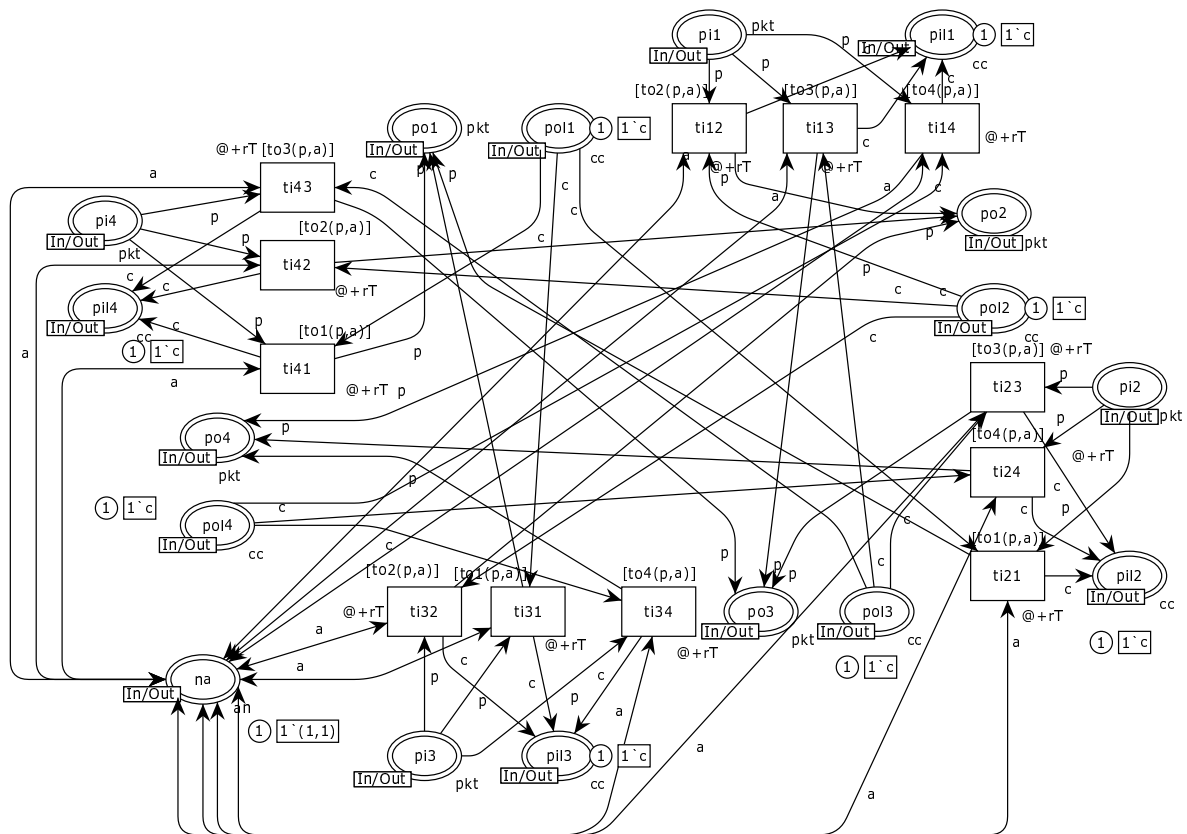 pi1
pkt
In/Out
p
p
p
pil1
In/Out
c
1
1`c
cc
c
[to2(p,a)]
[to3(p,a)]
[to4(p,a)]
ti12
ti13
ti14
@+rT
c
a
@+rT
@+rT
p
a
a
c
po1
pkt
In/Out
p
p
pol1
1
1`c
In/Out
cc
c
c
c
@+rT
[to3(p,a)]
a
ti43
c
pi4
In/Out
pkt
p
p
p
[to2(p,a)]
ti42
@+rT
c
c
c
pil4
In/Out
cc
1
1`c
[to1(p,a)]
ti41
@+rT
a
a
p
p
po2
In/Out
pkt
p
p
c
c
pol2
1
1`c
In/Out
cc
c
[to3(p,a)]
@+rT
ti23
p
pi2
In/Out
pkt
p
[to4(p,a)]
ti24
@+rT
c
c
p
[to1(p,a)]
ti21
@+rT
c
pil2
In/Out
cc
1
1`c
a
po4
In/Out
pkt
p
p
1
1`c
pol4
In/Out
cc
c
c
c
c
[to2(p,a)]
[to1(p,a)]
[to4(p,a)]
@+rT
ti32
ti31
ti34
@+rT
@+rT
p
p
p
po3
In/Out
pkt
pol3
In/Out
cc
1
1`c
na
In/Out
an
1
1`(1,1)
a
a
c
c
c
p
p
p
a
a
a
pi3
In/Out
pkt
pil3
1
1`c
In/Out
cc